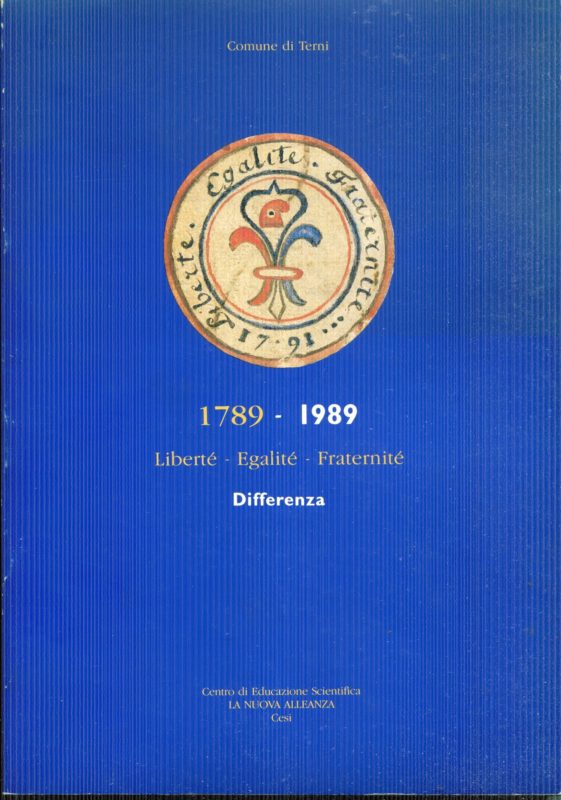 Comune di Terni
Liberte. Egalite. Fraternite...
17.91
1789 - 1989
Liberté - Egalité - Fraternité
Differenza
Centro di Educazione Scientifica
LA NUOVA ALLEANZA
Cesi